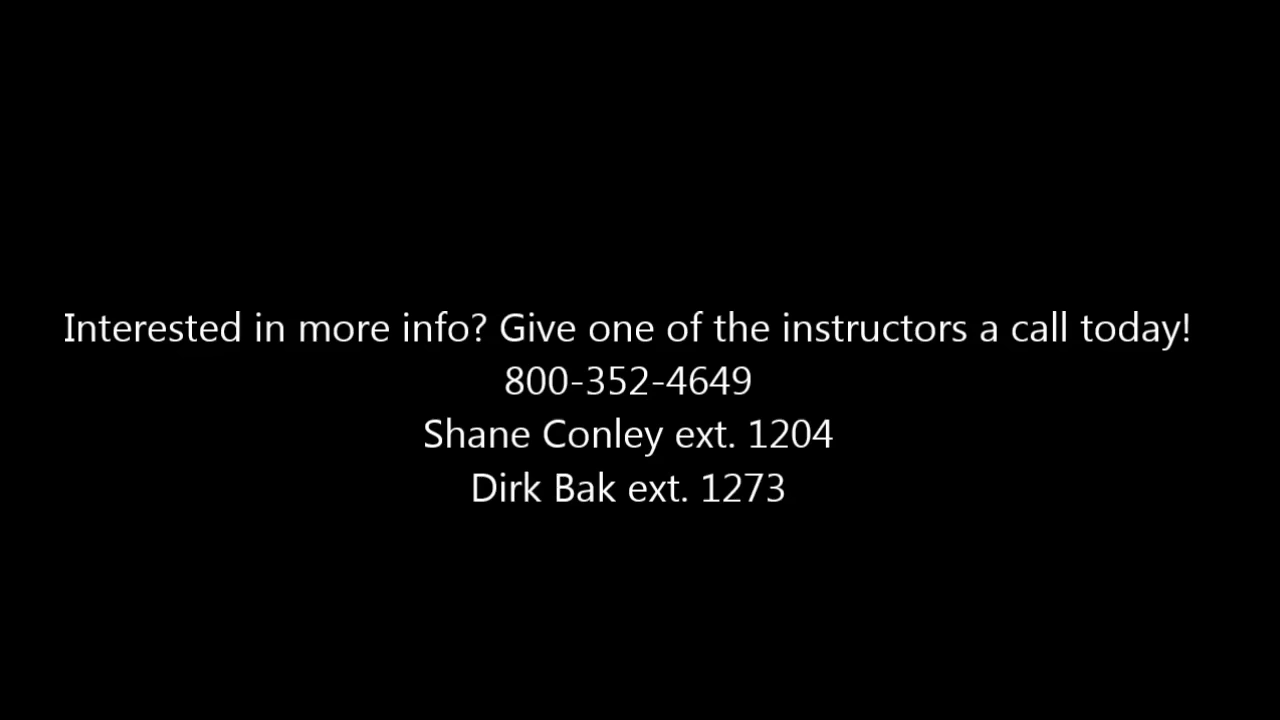 Interested in more info? Give one of the instructors a call today!
800-352-4649
Shane Conley ext. 1204
Dirk Bak ext. 1273